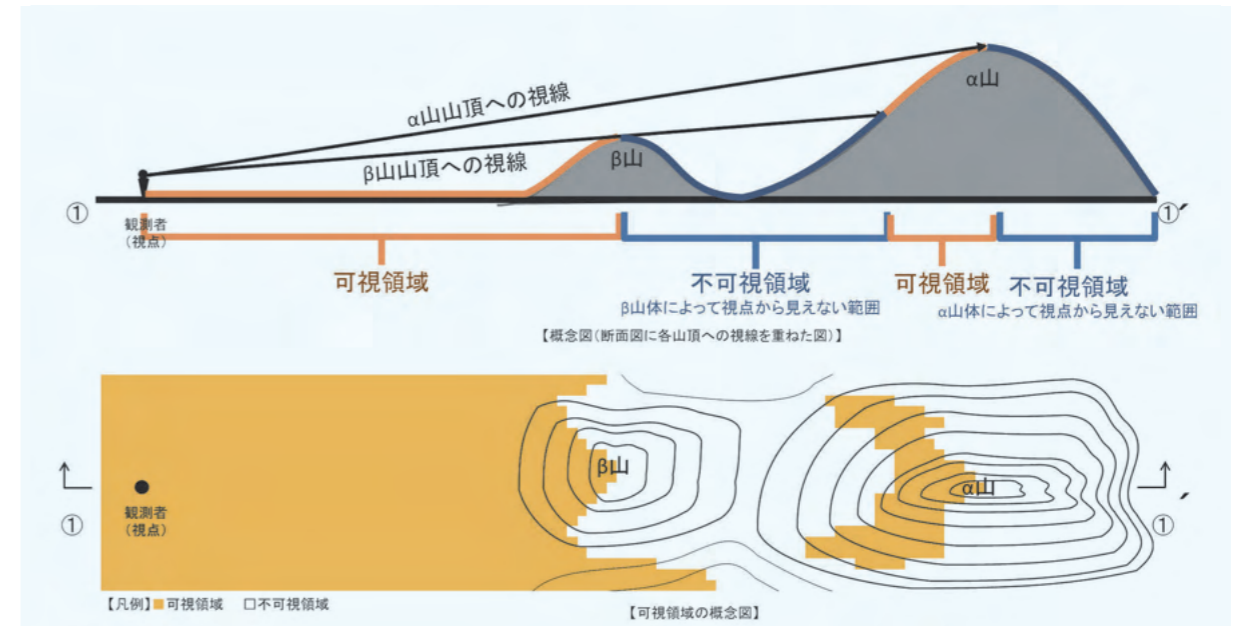 α山山頂への視線
α山
β山山頂への視線
β山
①
観測者
(視点)
①´
可視領域
不可視領域
β山体によって視点から見えない範囲
可視領域
不可視領域
α山体によって視点から見えない範囲
【概念図(断面図に各山頂への視線を重ねた図)】
β山
α山
観測者
(視点)
①
①´
【凡例】可視領域 不可視領域
【可視領域の概念図】